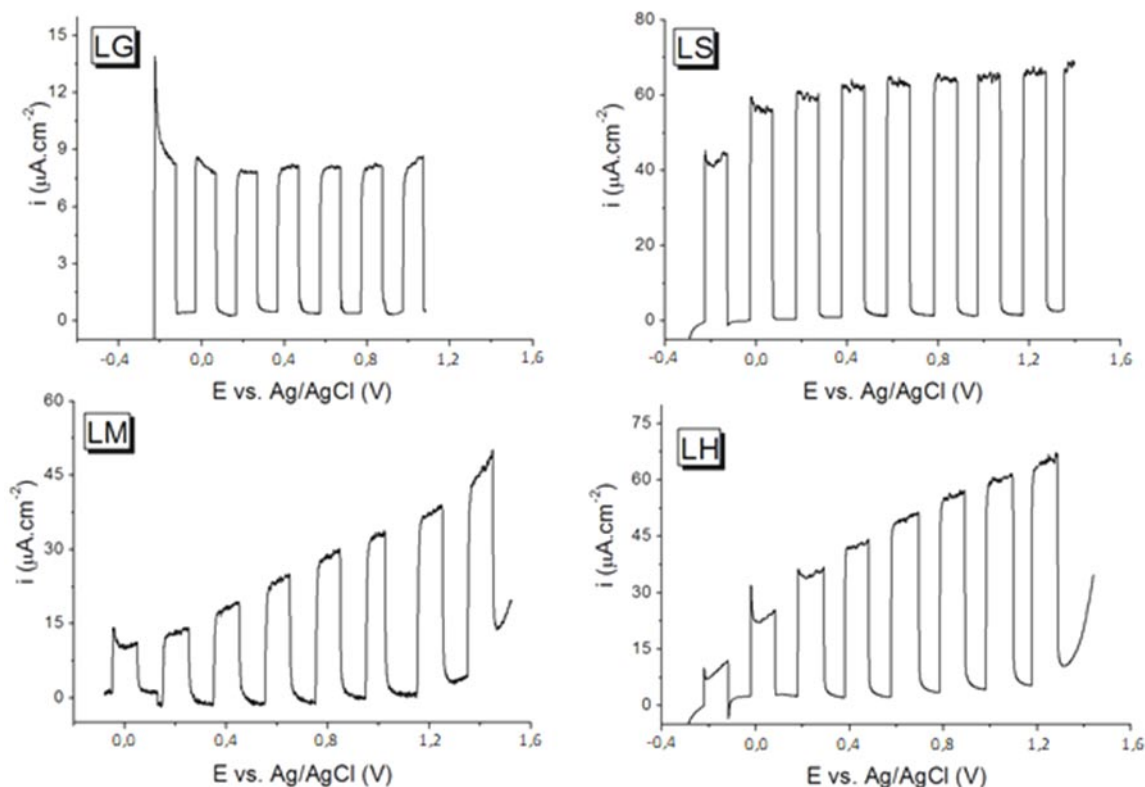 LG
15
12
9
6
3
0
i (μA.cm-2)
-0,4 0,0 0,4 0,8 1,2 1,6
E vs. Ag/AgCl (V)
LS
80
60
40
20
0
i (μA.cm-2)
-0,4 0,0 0,4 0,8 1,2 1,6
E vs. Ag/AgCl (V)
LM
60
45
30
15
0
i (μA.cm-2)
0,0 0,4 0,8 1,2 1,6
E vs. Ag/AgCl (V)
LH
75
60
45
30
15
0
i (μA.cm-2)
-0,4 0,0 0,4 0,8 1,2 1,6
E vs. Ag/AgCl (V)